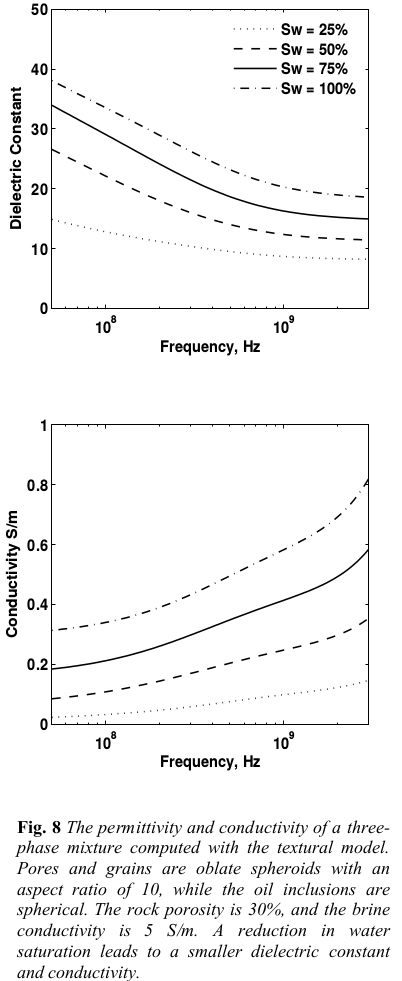 50
40
30
20
10
0
Dielectric Constant
Sw = 25%
Sw = 50%
Sw = 75%
Sw = 100%
10^8
10^9
Frequency, Hz
1
0.8
0.6
0.4
0.2
0
Conductivity S/m
10^8
10^9
Frequency, Hz
Fig. 8 The permittivity and conductivity of a three-
phase mixture computed with the textural model.
Pores and grains are oblate spheroids with an
aspect ratio of 10, while the oil inclusions are
spherical. The rock porosity is 30%, and the brine
conductivity is 5 S/m. A reduction in water
saturation leads to a smaller dielectric constant
and conductivity.